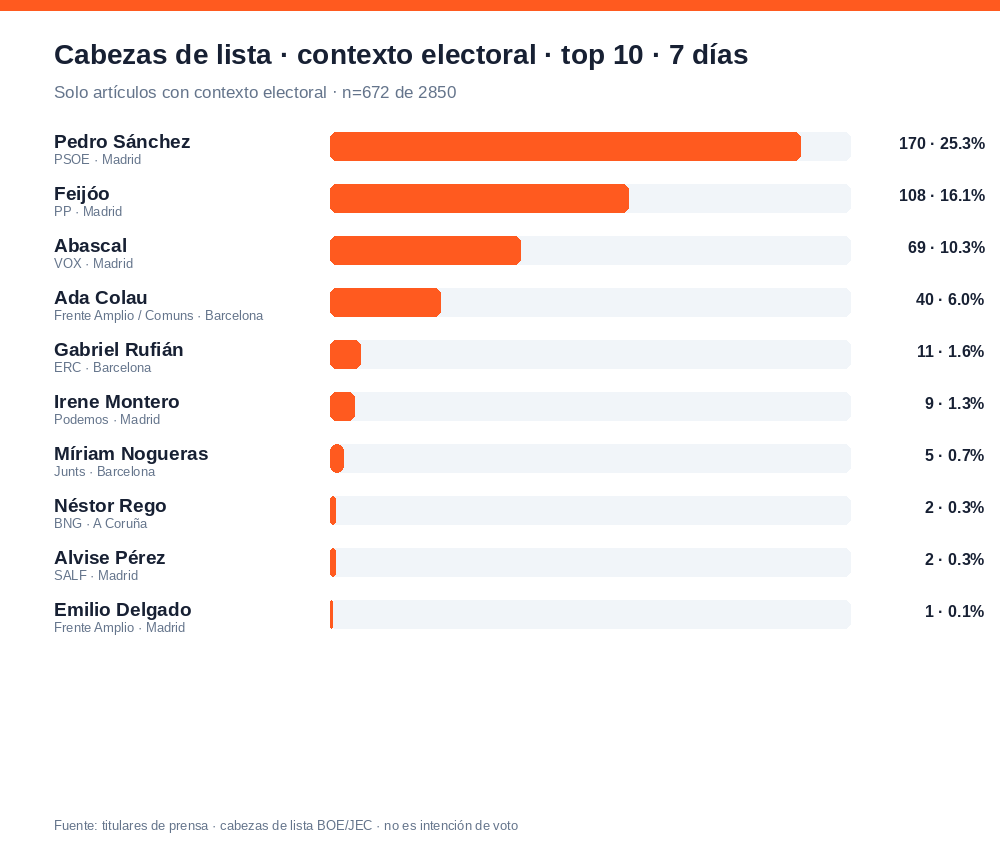 Cabezas de lista · contexto electoral · top 10 · 7 días
Solo artículos con contexto electoral · n=672 de 2850
Pedro Sánchez
PSOE · Madrid
170 · 25.3%
Feijóo
PP · Madrid
108 · 16.1%
Abascal
VOX · Madrid
69 · 10.3%
Ada Colau
Frente Amplio / Comuns · Barcelona
40 · 6.0%
Gabriel Rufián
ERC · Barcelona
11 · 1.6%
Irene Montero
Podemos · Madrid
9 · 1.3%
Míriam Nogueras
Junts · Barcelona
5 · 0.7%
Néstor Rego
BNG · A Coruña
2 · 0.3%
Alvise Pérez
SALF · Madrid
2 · 0.3%
Emilio Delgado
Frente Amplio · Madrid
1 · 0.1%
Fuente: titulares de prensa · cabezas de lista BOE/JEC · no es intención de voto